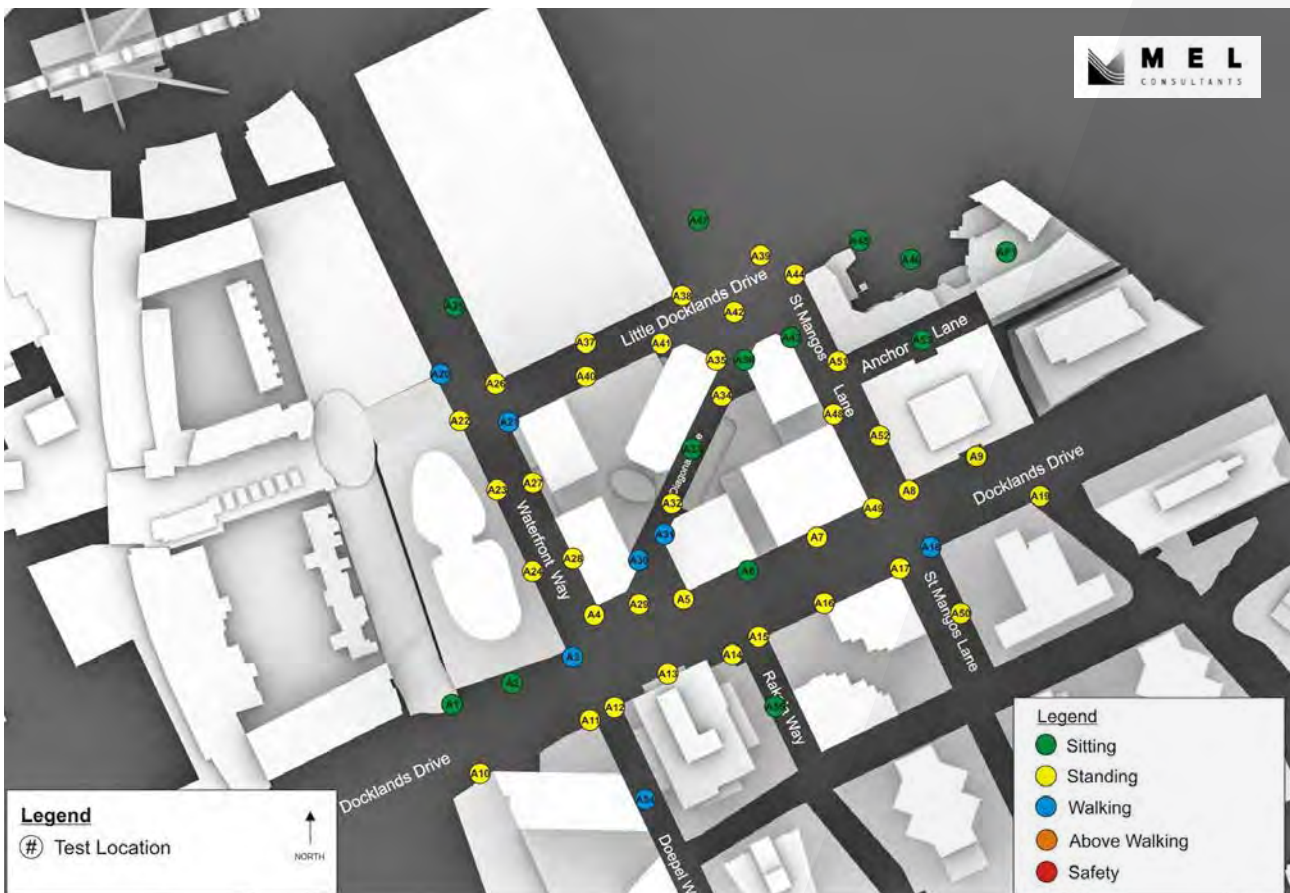 MEL
CONSULTANTS
A47
A39
A44
A46
A38
A42
Little Docklands Drive
St Mangos
Lane
Anchor
Lane
A37
A41
A43
A35
A51
A26
A40
A34
A48
A22
A21
A52
A9
Docklands Drive
A27
A23
A8
A19
A32
A49
A31
A7
Waterfront Way
A28
A30
A24
A6
A18
A17
A4
A29
A5
A16
A50
St Mangos Lane
A3
A15
A14
A13
A1
A12
A11
A10
Docklands Drive
Legend
# Test Location
NORTH
Legend
Sitting
Standing
Walking
Above Walking
Safety